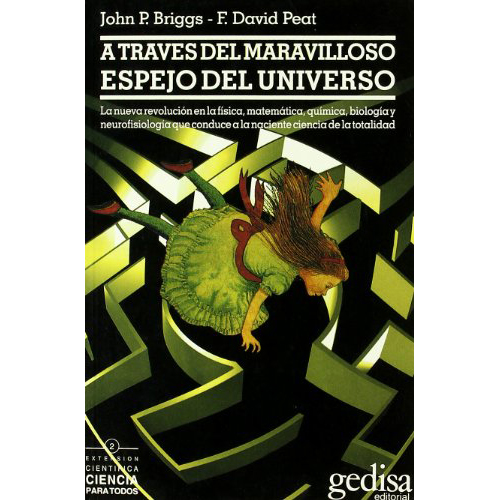 John P. Briggs - F. David Peat
A TRAVES DEL MARAVILLOSO
ESPEJO DEL UNIVERSO
La nueva revolución en la física, matemática, química, biología y
neurofisiología que conduce a la naciente ciencia de la totalidad
2
EXTENSION
CIENTIFICA
CIENCIA
PARA TODOS
gedisa
editorial